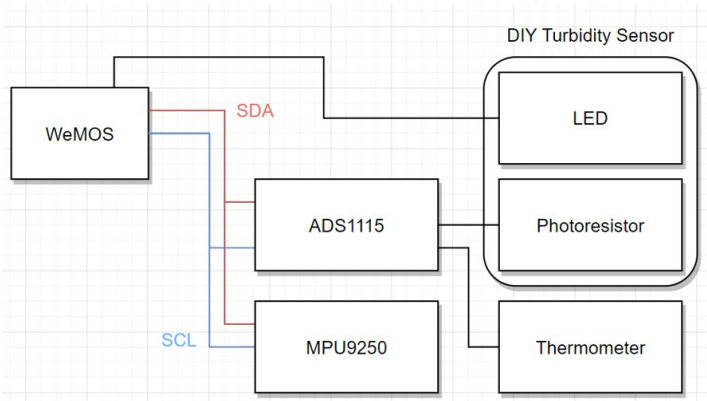 DIY Turbidity Sensor
WeMOS
SDA
LED
ADS1115
Photoresistor
SCL
MPU9250
Thermometer